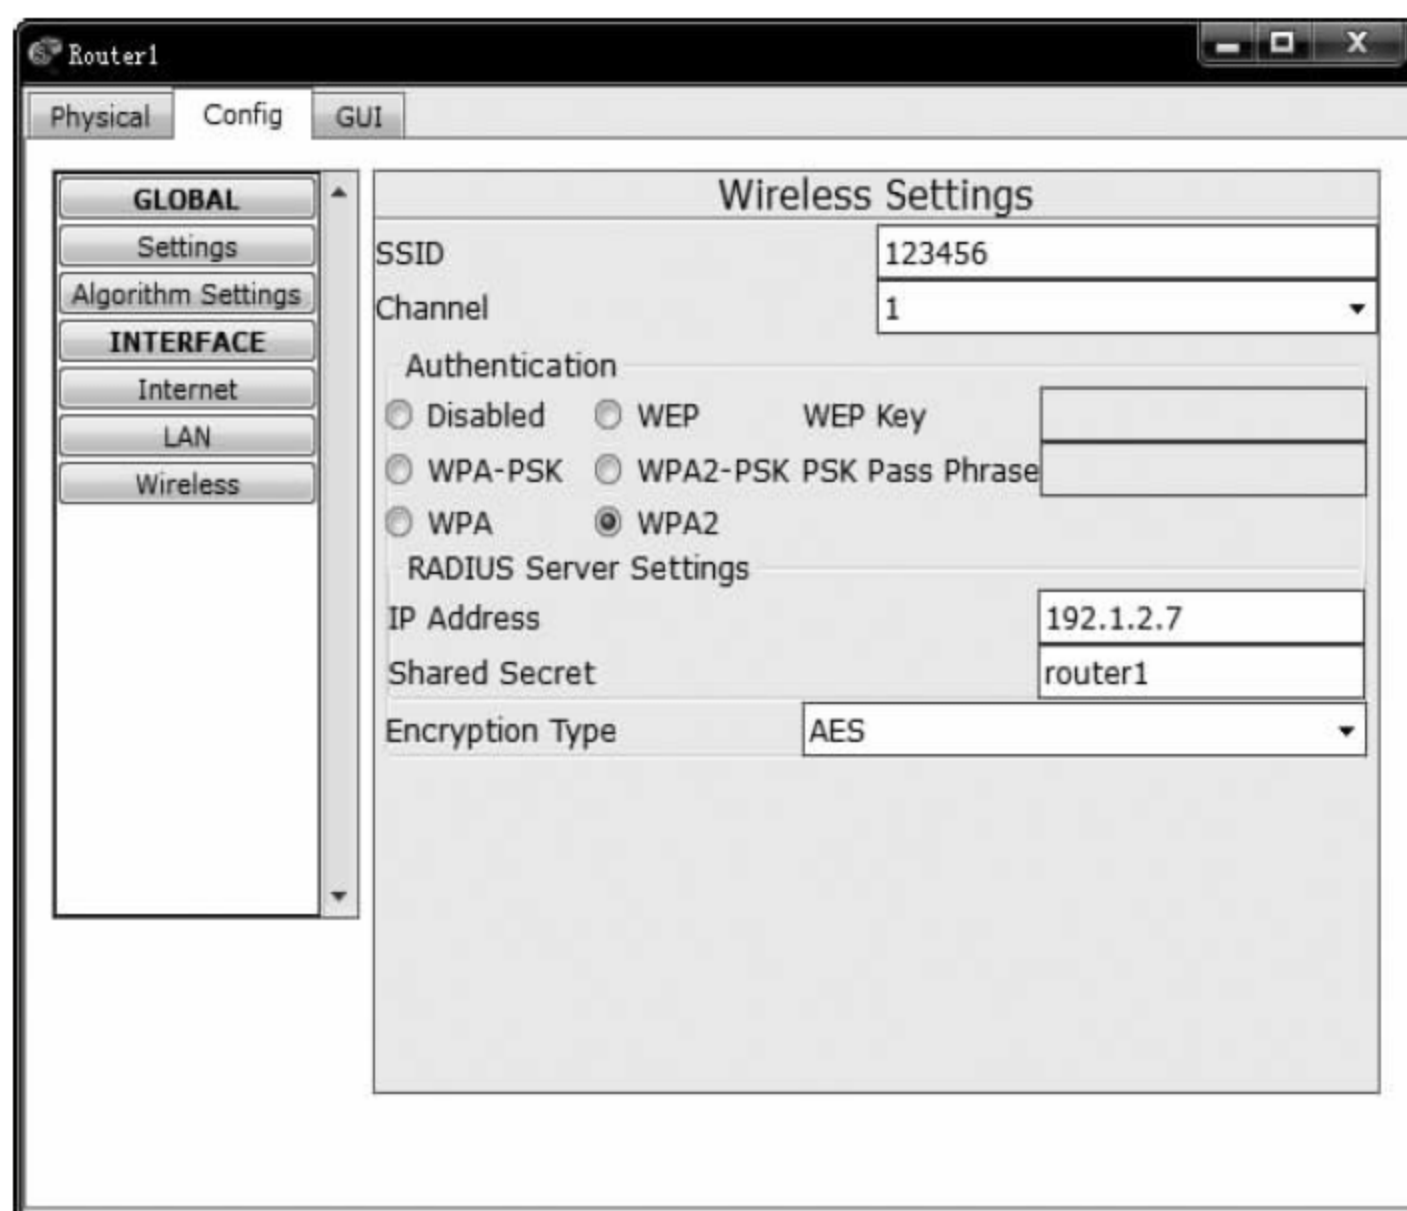 Router1
Physical Config GUI
GLOBAL
Settings
Algorithm Settings
INTERFACE
Internet
LAN
Wireless
Wireless Settings
SSID 123456
Channel 1
Authentication
Disabled WEP WEP Key
WPA-PSK WPA2-PSK PSK Pass Phrase
WPA WPA2
RADIUS Server Settings
IP Address 192.1.2.7
Shared Secret router1
Encryption Type AES